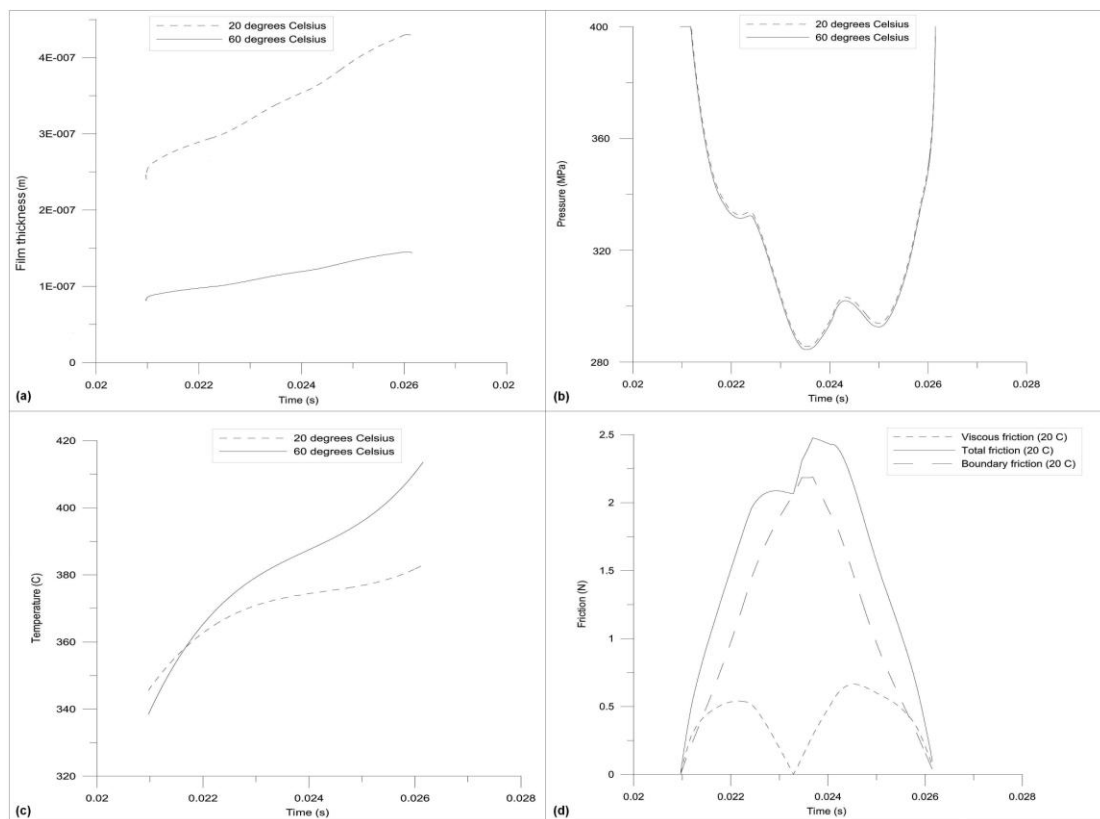 20 degrees Celsius
60 degrees Celsius
4E-007
3E-007
2E-007
1E-007
0
Film thickness (m)
0.02
0.022
0.024
0.026
0.02
Time (s)
(a)
20 degrees Celsius
60 degrees Celsius
400
360
320
280
Pressure (MPa)
0.02
0.022
0.024
0.026
0.028
Time (s)
(b)
20 degrees Celsius
60 degrees Celsius
420
400
380
360
340
320
Temperature (C)
0.02
0.022
0.024
0.026
0.028
Time (s)
(c)
Viscous friction (20 C)
Total friction (20 C)
Boundary friction (20 C)
2.5
2
1.5
1
0.5
0
Friction (N)
0.02
0.022
0.024
0.026
0.028
Time (s)
(d)